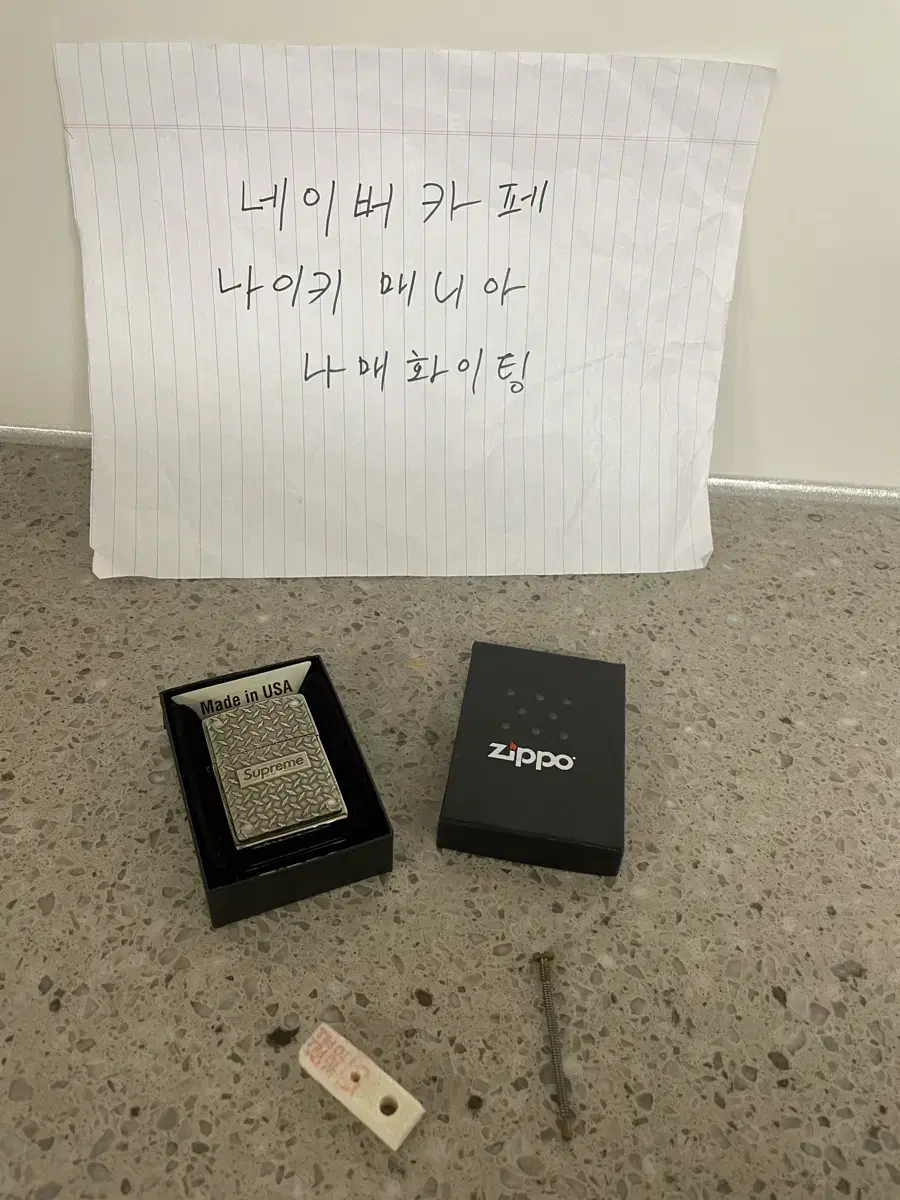 네이버 카페
나이키 매니아
나매화이팅
Made in USA
Supreme
zippo